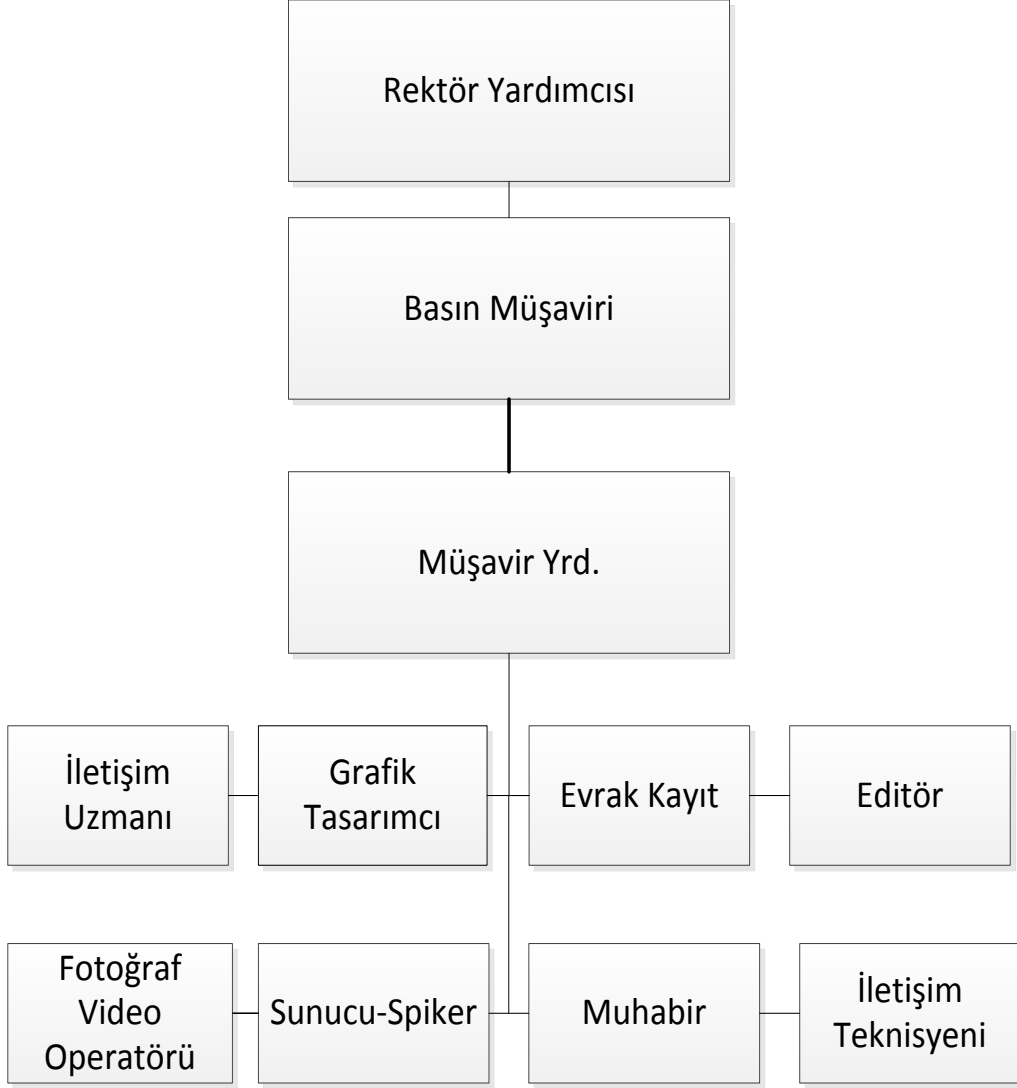 Rektör Yardımcısı
Basın Müşaviri
Müşavir Yrd.
İletişim
Uzmanı
Grafik
Tasarımcı
Evrak Kayıt
Editör
Fotoğraf
Video
Operatörü
Sunucu-Spiker
Muhabir
İletişim
Teknisyeni